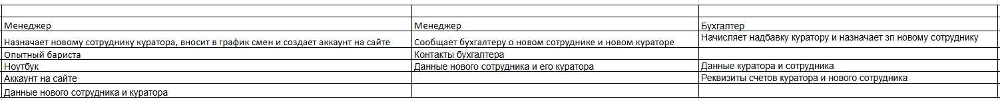 Менеджер Менеджер Бухгалтер
Назначает новому сотруднику куратора, вносит в график смен и создает аккаунт на сайте Сообщает бухгалтеру о новом сотруднике и новом кураторе Начисляет надбавку куратору и назначает зп новому сотруднику
Опытный бариста Контакты бухгалтера
Ноутбук Данные нового сотрудника и его куратора Данные куратора и сотрудника
Аккаунт на сайте Реквизиты счетов куратора и нового сотрудника
Данные нового сотрудника и куратора